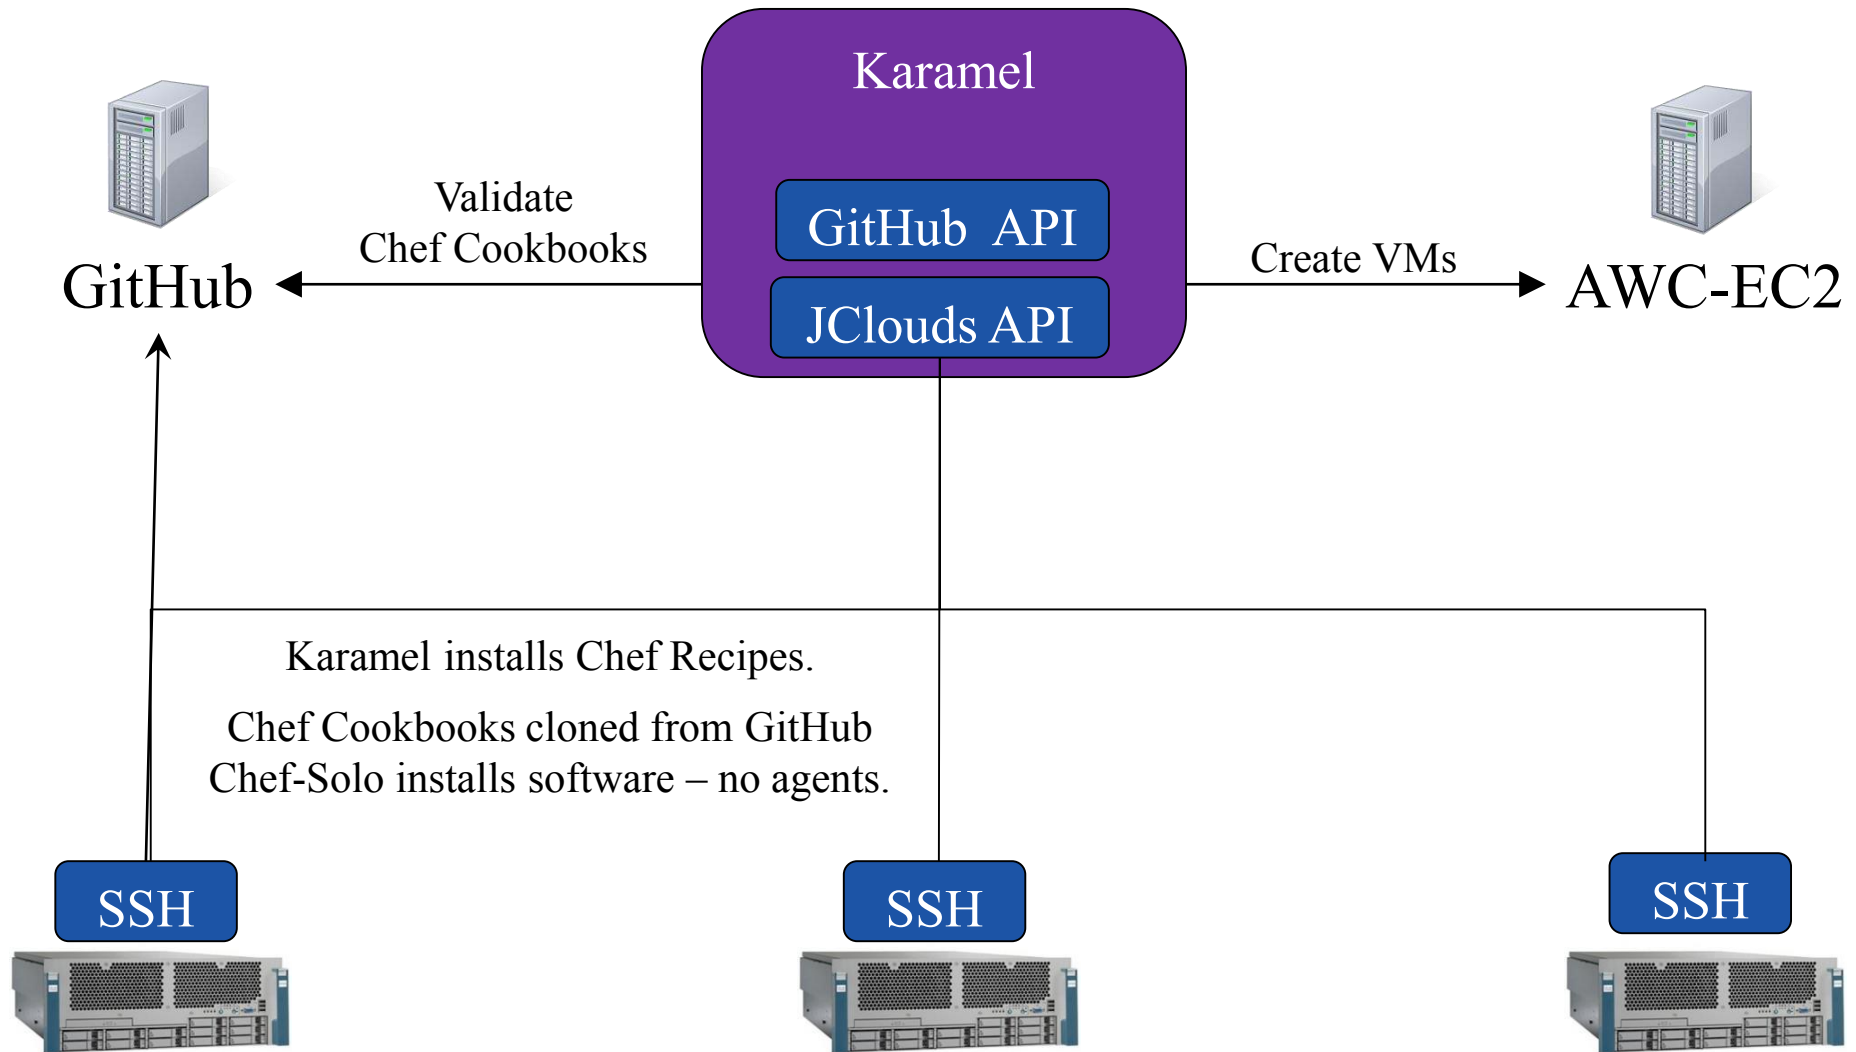 Karamel
Validate
Chef Cookbooks
GitHub API
Create VMs
GitHub
JClouds API
AWC-EC2
Karamel installs Chef Recipes.
Chef Cookbooks cloned from GitHub
Chef-Solo installs software – no agents.
SSH
SSH
SSH